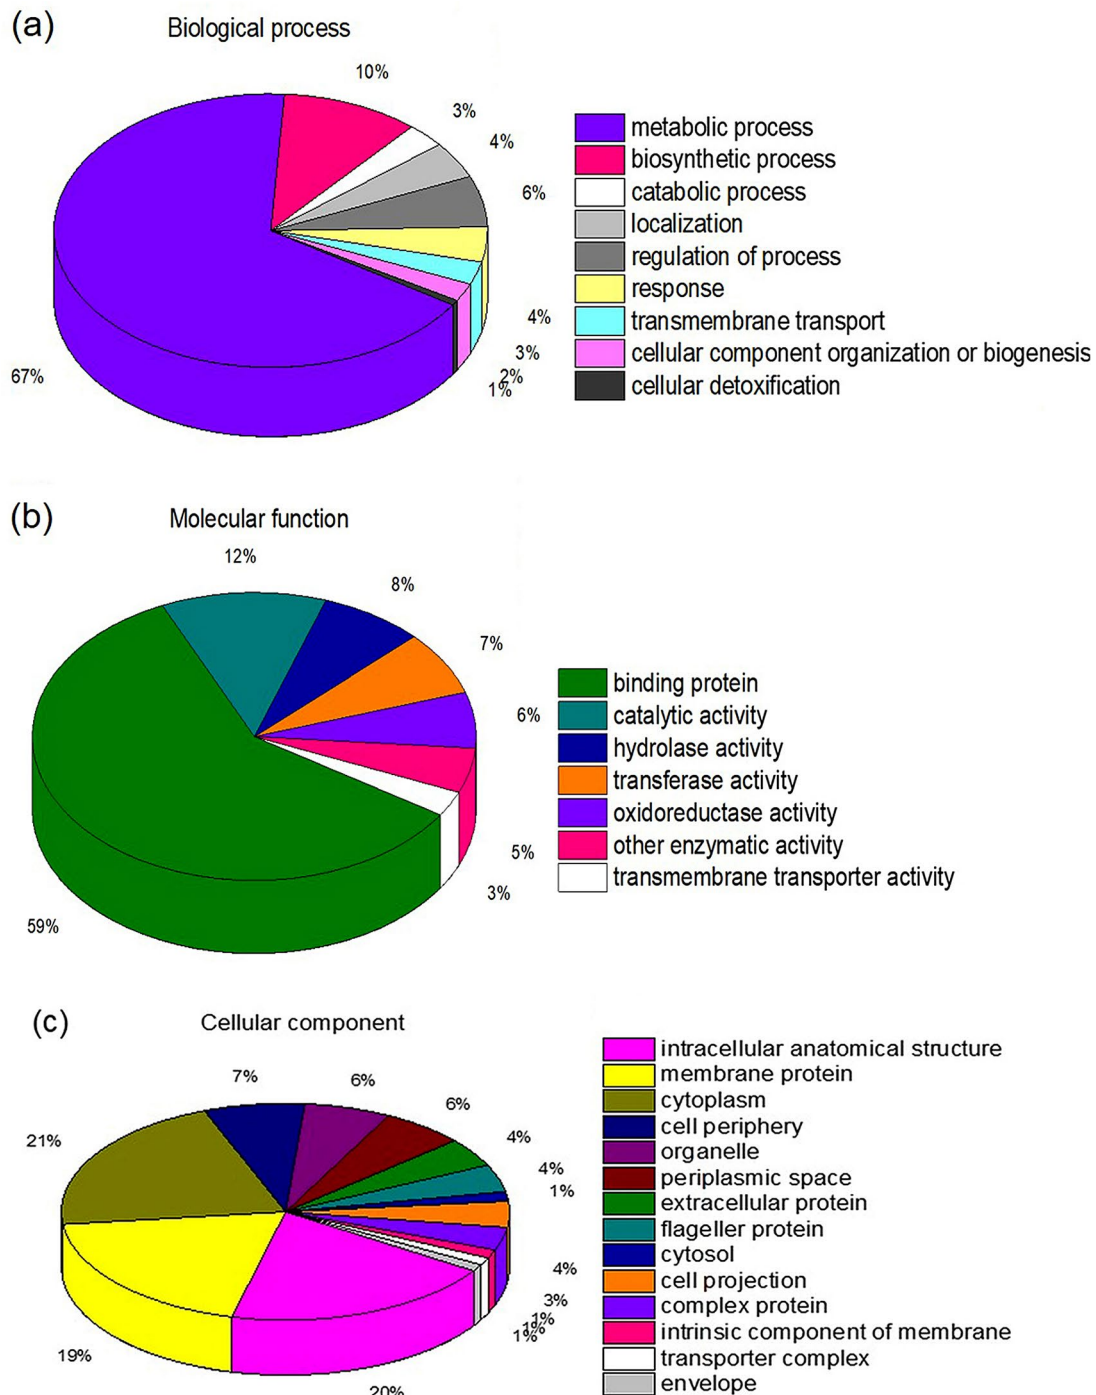 (a)
Biological process
10%
3%
4%
6%
4%
3%
2%
1%
67%
metabolic process
biosynthetic process
catabolic process
localization
regulation of process
response
transmembrane transport
cellular component organization or biogenesis
cellular detoxification
(b)
Molecular function
12%
8%
7%
6%
5%
3%
59%
binding protein
catalytic activity
hydrolase activity
transferase activity
oxidoreductase activity
other enzymatic activity
transmembrane transporter activity
(c)
Cellular component
7%
6%
6%
4%
4%
1%
4%
3%
1%
1%
1%
20%
19%
21%
intracellular anatomical structure
membrane protein
cytoplasm
cell periphery
organelle
periplasmic space
extracellular protein
flageller protein
cytosol
cell projection
complex protein
intrinsic component of membrane
transporter complex
envelope